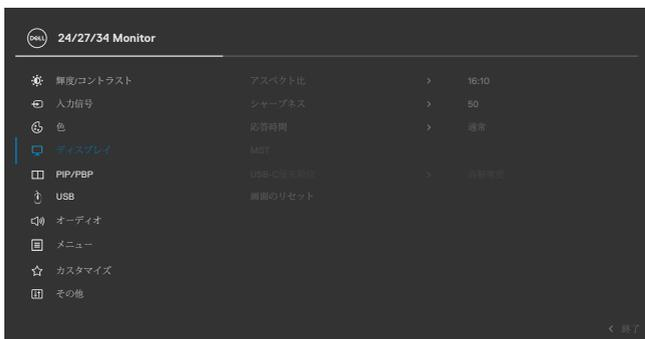 DELL
24/27/34 Monitor
輝度/コントラスト
アスペクト比 > 16:10
入力信号
シャープネス > 50
色
応答時間 > 通常
ディスプレイ
MST
PIP/PBP
USB-C優先順位 >
USB
画面のリセット
オーディオ
メニュー
カスタマイズ
その他
< 終了